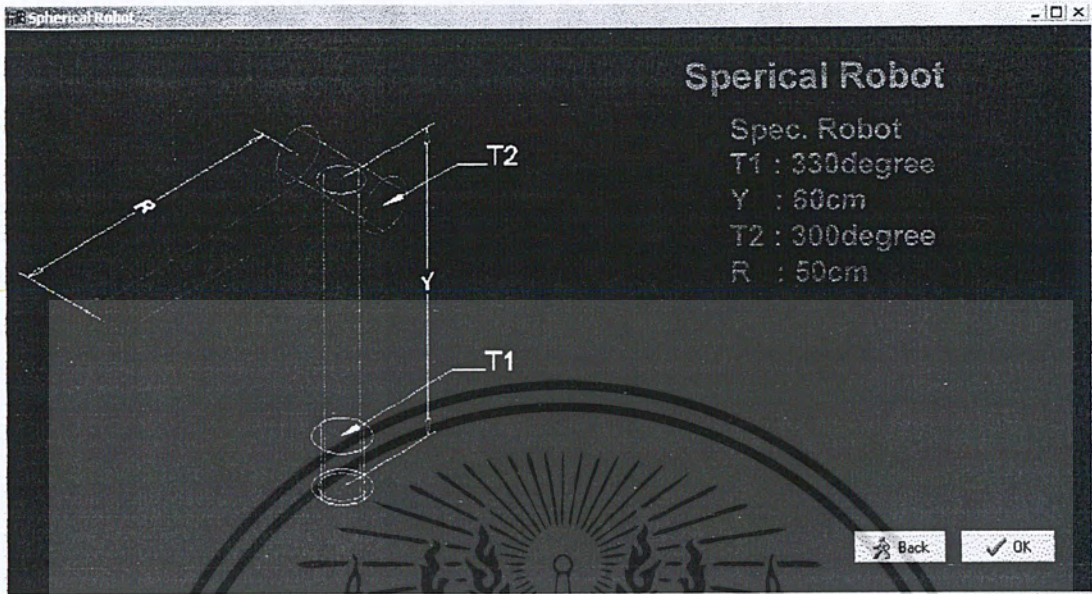 Spherical Robot
Sperical Robot
Spec. Robot
T1 : 330degree
Y : 60cm
T2 : 300degree
R : 50cm
T2
R
Y
T1
Back
OK